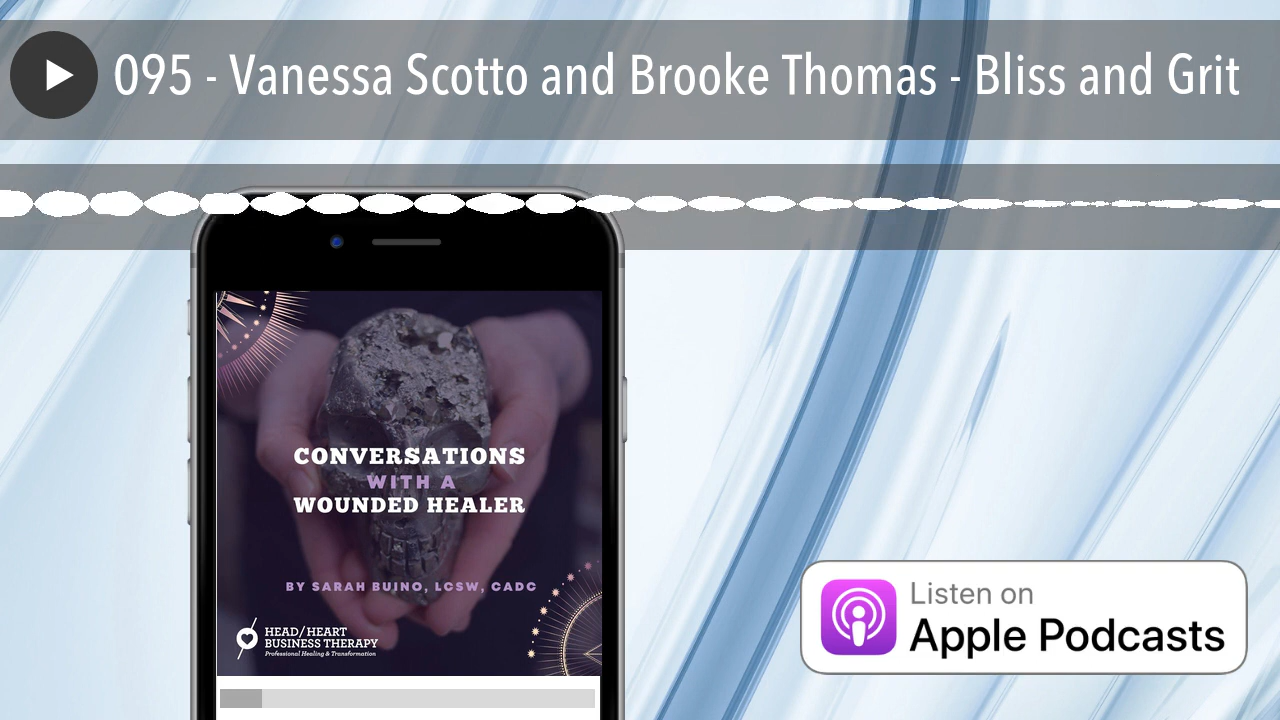 095 - Vanessa Scotto and Brooke Thomas - Bliss and Grit
CONVERSATIONS
WITH A
WOUNDED HEALER
BY SARAH BUINO, LCSW, CADC
HEAD/HEART
BUSINESS THERAPY
Professional Healing & Transformation
Listen on
Apple Podcasts